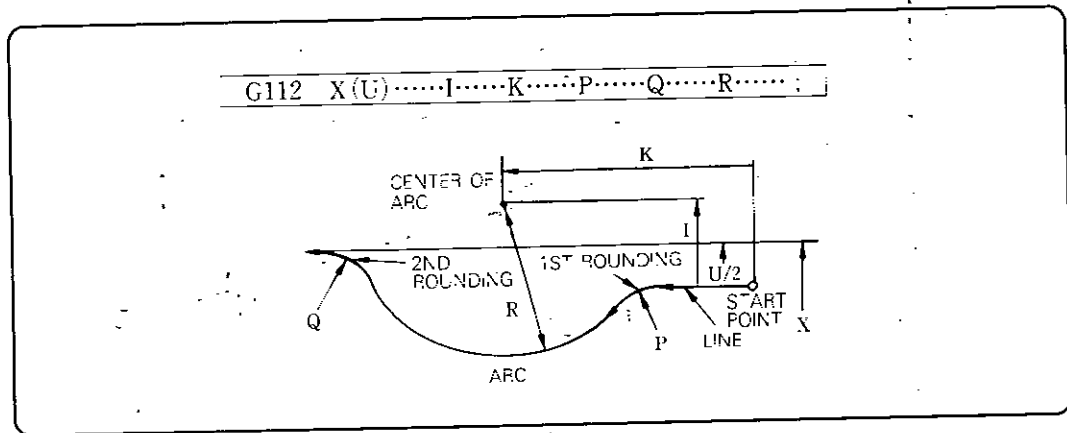 G112 X(U)······I······K······P······Q······R······ ;
K
CENTER OF
ARC
I
2ND
ROUNDING
1ST ROUNDING
U/2
START
POINT
X
Q
R
P
LINE
ARC